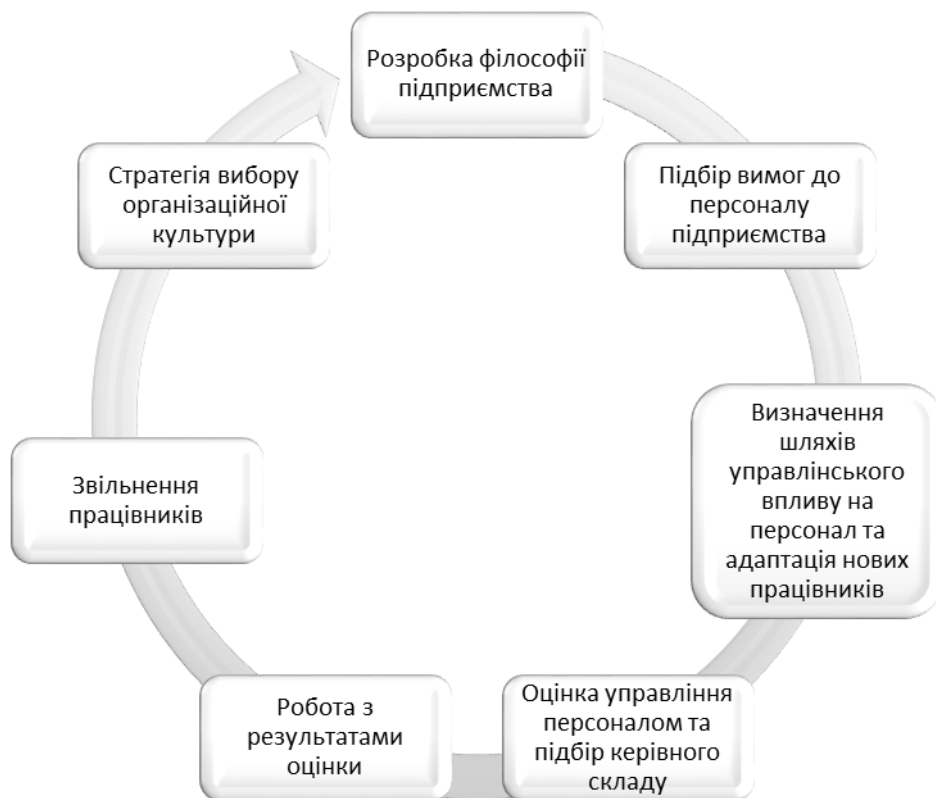 Розробка філософії
підприємства
Підбір вимог до
персоналу
підприємства
Визначення
шляхів
управлінського
впливу на
персонал та
адаптація нових
працівників
Оцінка управління
персоналом та
підбір керівного
складу
Робота з
результатами
оцінки
Звільнення
працівників
Стратегія вибору
організаційної
культури